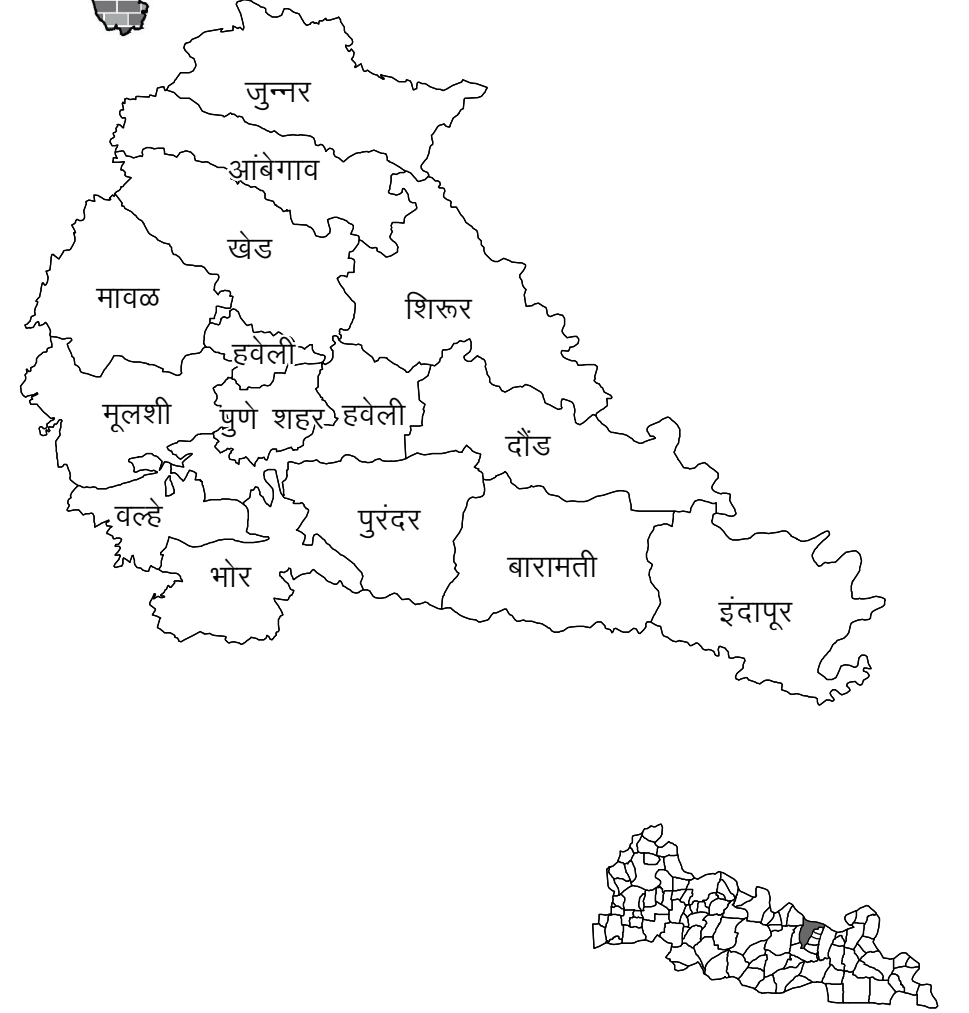 जुन्नर
आंबेगाव
खेड
मावळ
शिरूर
हवेली
मूलशी
पुणे शहर
हवेली
दौंड
वल्हे
पुरंदर
भोर
बारामती
इंदापूर